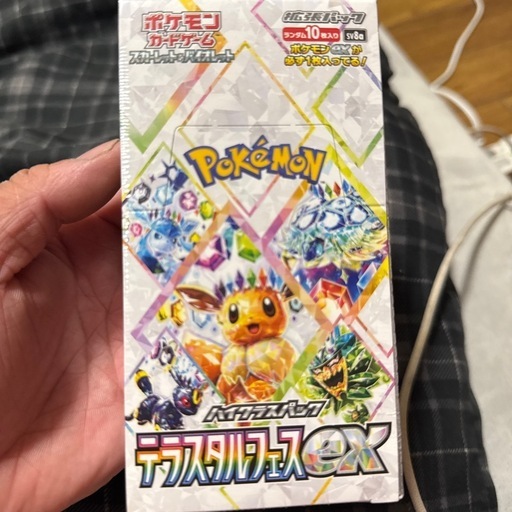 ポケモン
カードゲーム
スカーレット&バイオレット
拡張パック
ランダム10枚入り sv8a
ポケモンexが
必ず1枚入ってる!
POKéMON
ハイクラスパック
テラスタルフェスex